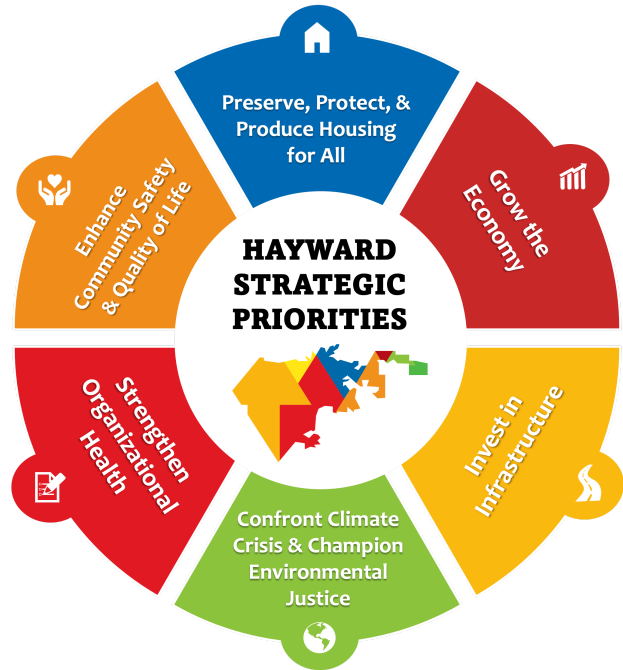 HAYWARD
STRATEGIC
PRIORITIES
Preserve, Protect, &
Produce Housing
for All
Grow the
Economy
Invest in
Infrastructure
Confront Climate
Crisis & Champion
Environmental
Justice
Strengthen
Organizational
Health
Enhance
Community Safety
& Quality of Life